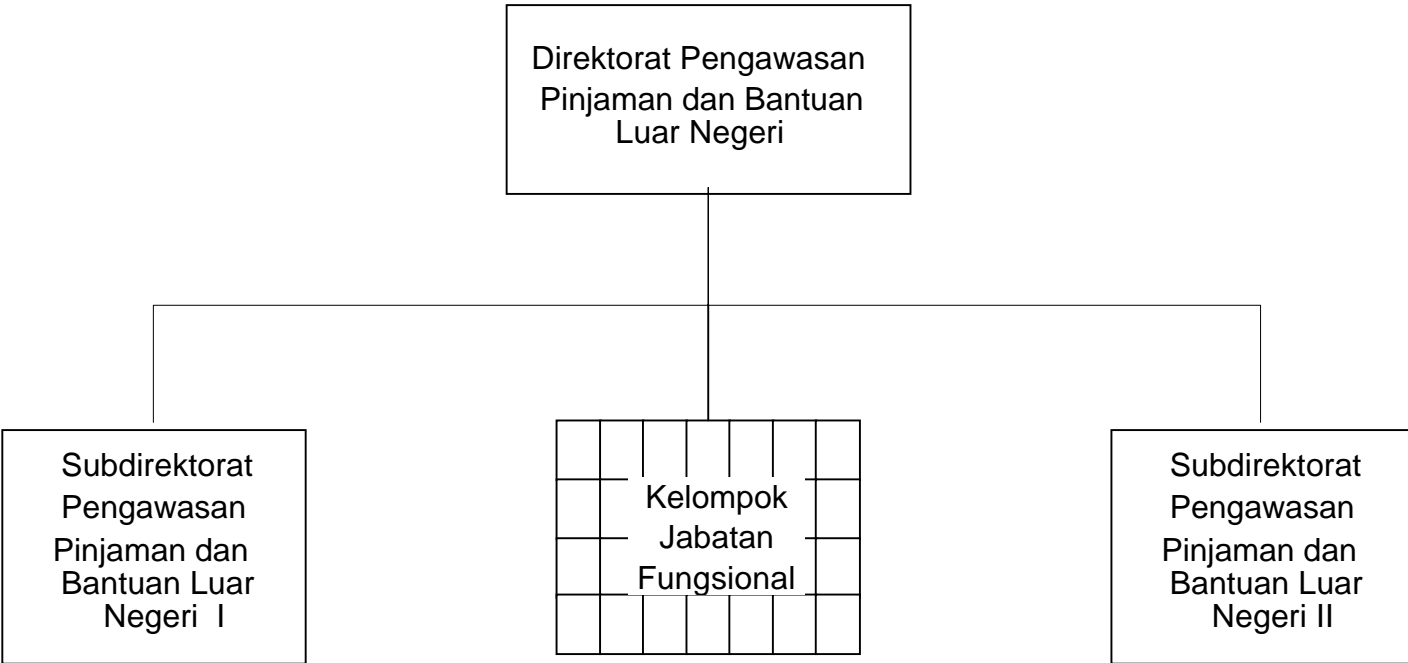 Direktorat Pengawasan
Pinjaman dan Bantuan
Luar Negeri
Subdirektorat
Pengawasan
Pinjaman dan
Bantuan Luar
Negeri I
Kelompok
Jabatan
Fungsional
Subdirektorat
Pengawasan
Pinjaman dan
Bantuan Luar
Negeri II